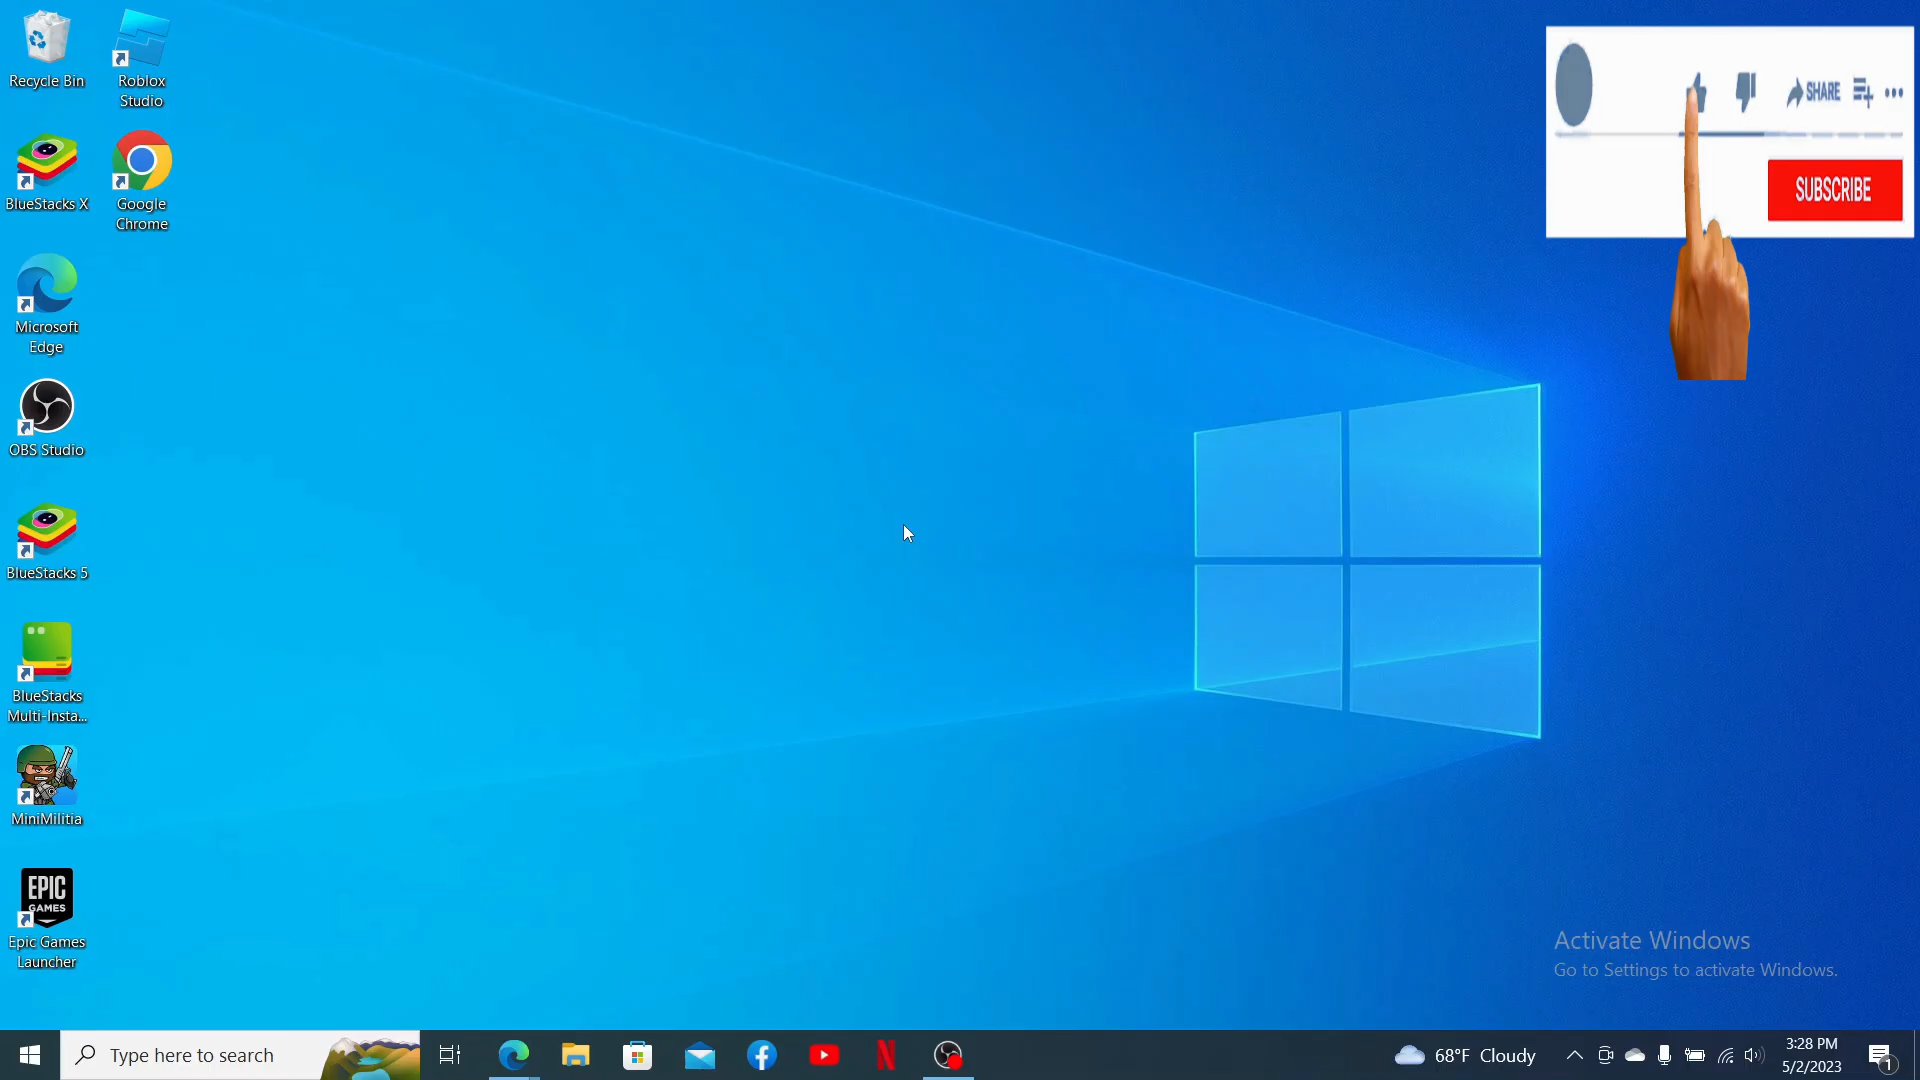 Recycle Bin
Roblox
Studio
BlueStacks X
Google
Chrome
Microsoft
Edge
OBS Studio
BlueStacks 5
BlueStacks
Multi-Insta...
MiniMilitia
EPIC
GAMES
Epic Games
Launcher
SHARE
SUBSCRIBE
Activate Windows
Go to Settings to activate Windows.
Type here to search
68°F Cloudy
3:28 PM
5/2/2023
1